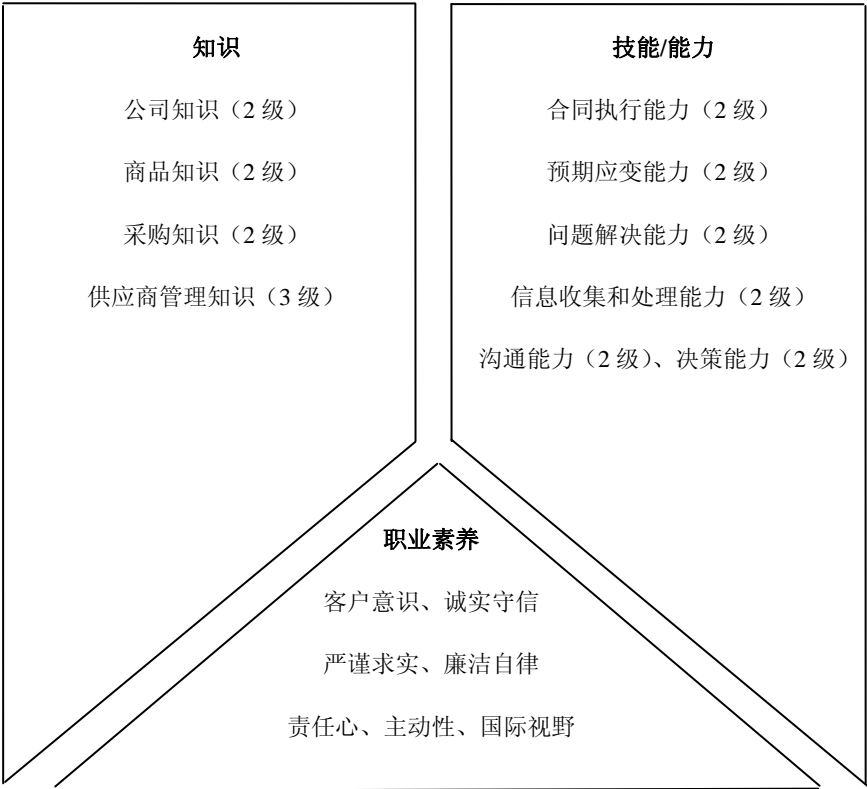 知识
公司知识（2 级）
商品知识（2 级）
采购知识（2 级）
供应商管理知识（3 级）
技能/能力
合同执行能力（2 级）
预期应变能力（2 级）
问题解决能力（2 级）
信息收集和处理能力（2 级）
沟通能力（2 级）、决策能力（2 级）
职业素养
客户意识、诚实守信
严谨求实、廉洁自律
责任心、主动性、国际视野